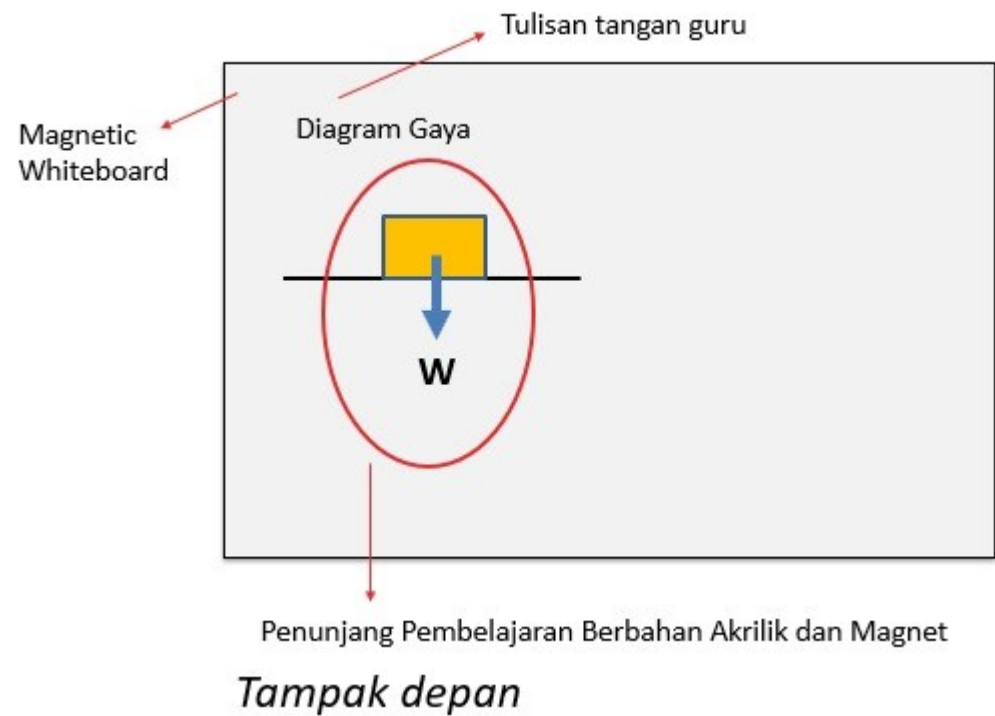 Tulisan tangan guru
Magnetic
Whiteboard
Diagram Gaya
W
Penunjang Pembelajaran Berbahan Akrilik dan Magnet
Tampak depan